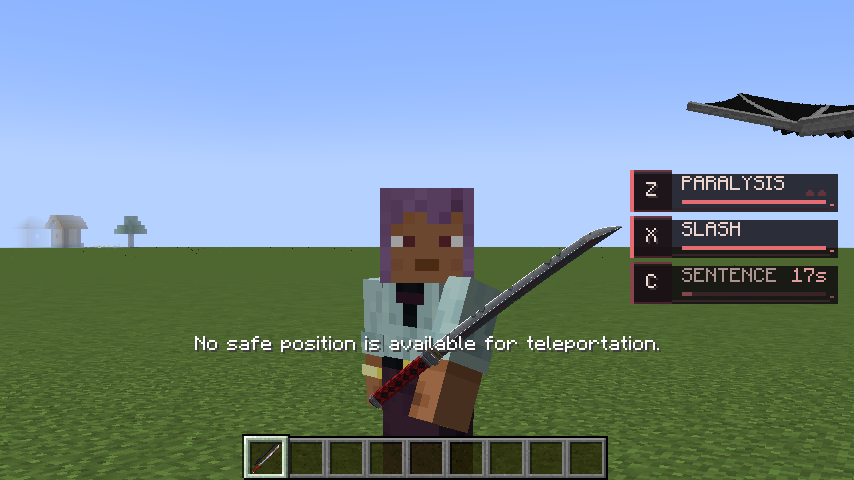 Z PARALYSIS
X SLASH
C SENTENCE 17s
No safe position is available for teleportation.